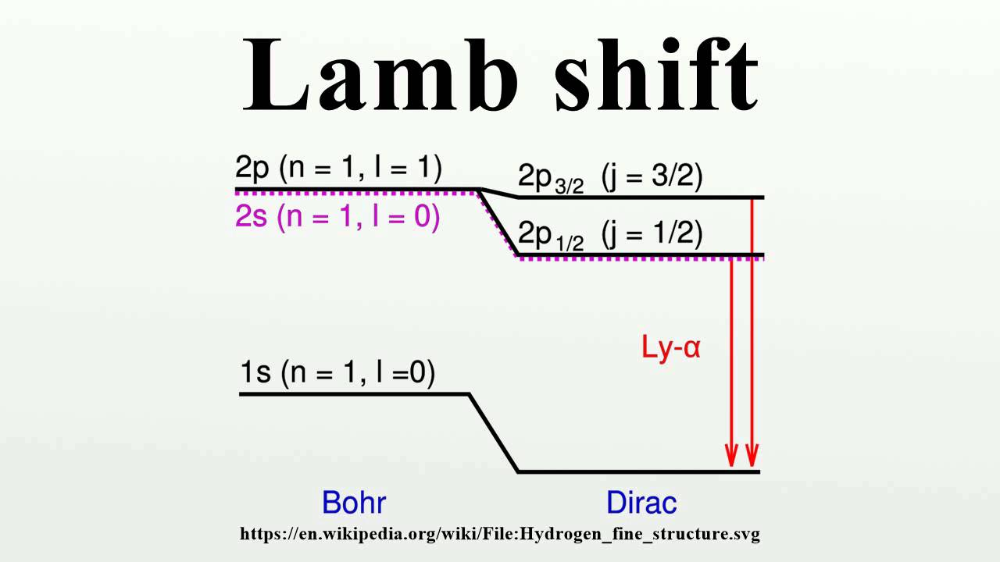 Lamb shift
2p (n = 1, l = 1)
2s (n = 1, l = 0)
2p3/2 (j = 3/2)
2p1/2 (j = 1/2)
Ly-α
1s (n = 1, l =0)
Bohr
Dirac
https://en.wikipedia.org/wiki/File:Hydrogen_fine_structure.svg